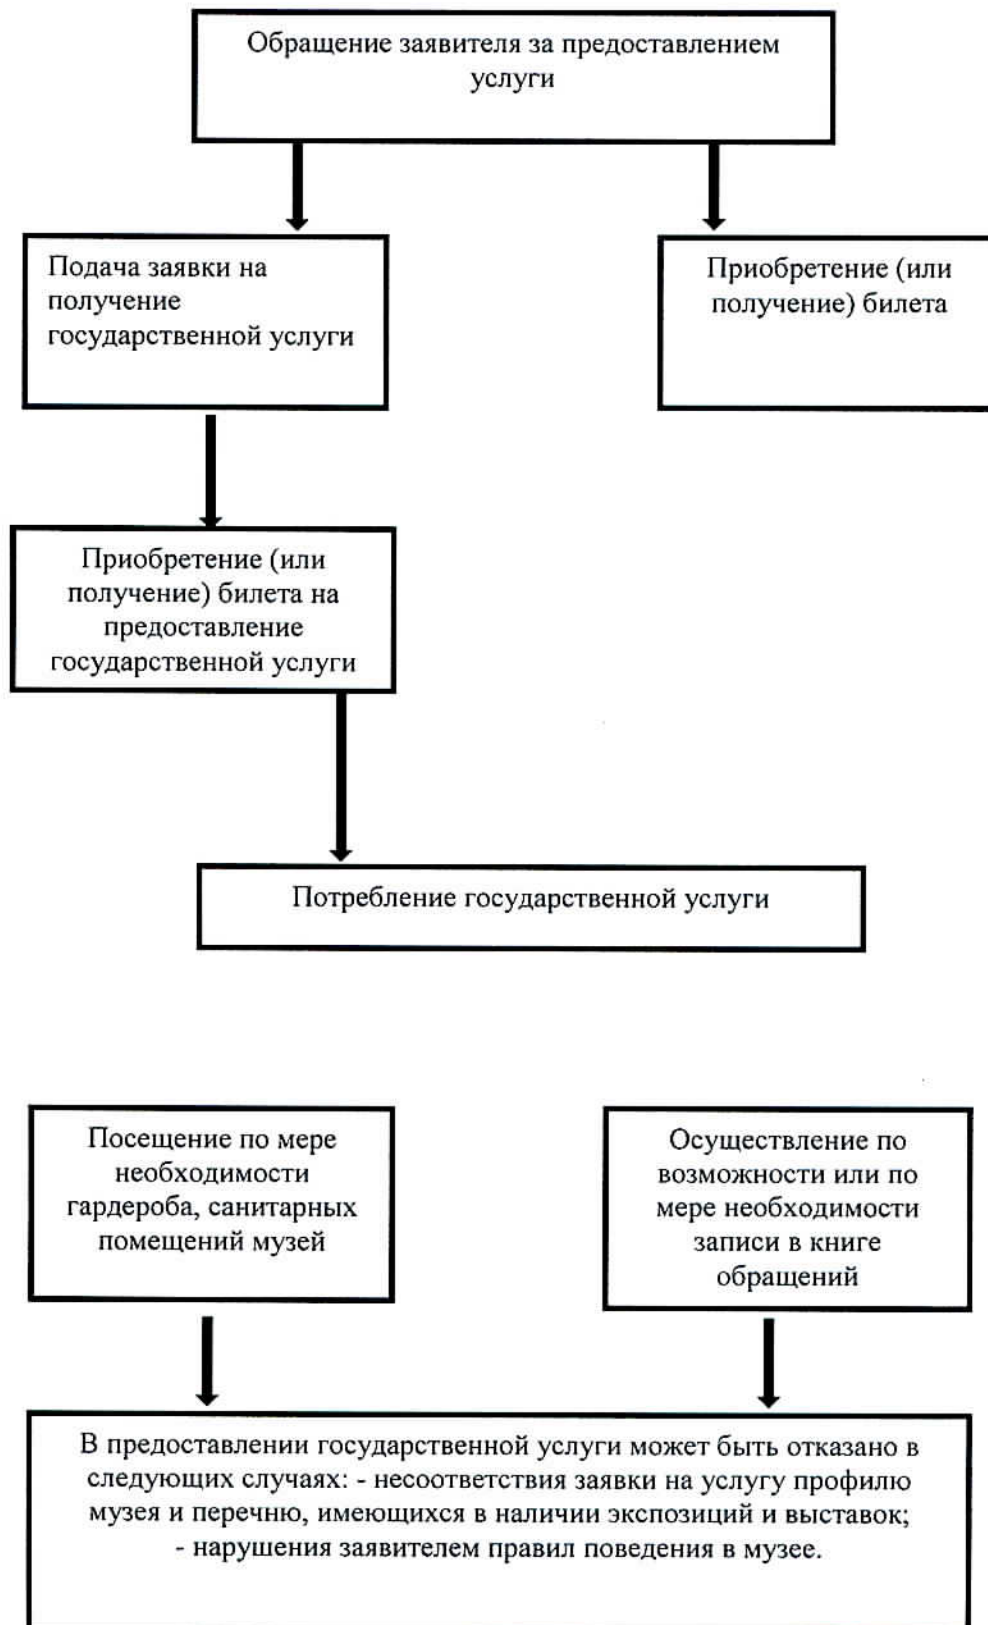 Обращение заявителя за предоставлением
услуги
Подача заявки на
получение
государственной услуги
Приобретение (или
получение) билета
Приобретение (или
получение) билета на
предоставление
государственной услуги
Потребление государственной услуги
Посещение по мере
необходимости
гардероба, санитарных
помещений музей
Осуществление по
возможности или по
мере необходимости
записи в книге
обращений
В предоставлении государственной услуги может быть отказано в
следующих случаях: - несоответствия заявки на услугу профилю
музея и перечню, имеющихся в наличии экспозиций и выставок;
- нарушения заявителем правил поведения в музее.